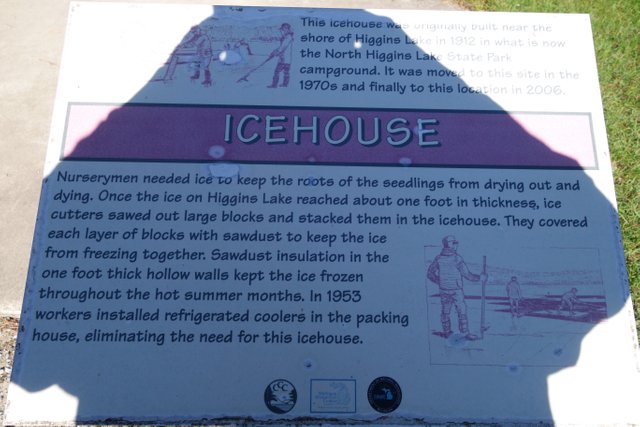 This icehouse was originally built near the
shore of Higgins Lake in 1912 in what is now
the North Higgins Lake State Park
campground. It was moved to this site in the
1970s and finally to this location in 2006.
ICEHOUSE
Nurserymen needed ice to keep the roots of the seedlings from drying out and
dying. Once the ice on Higgins Lake reached about one foot in thickness, ice
cutters sawed out large blocks and stacked them in the icehouse. They covered
each layer of blocks with sawdust to keep the ice
from freezing together. Sawdust insulation in the
one foot thick hollow walls kept the ice frozen
throughout the hot summer months. In 1953
workers installed refrigerated coolers in the packing
house, eliminating the need for this icehouse.
CCC
DNR